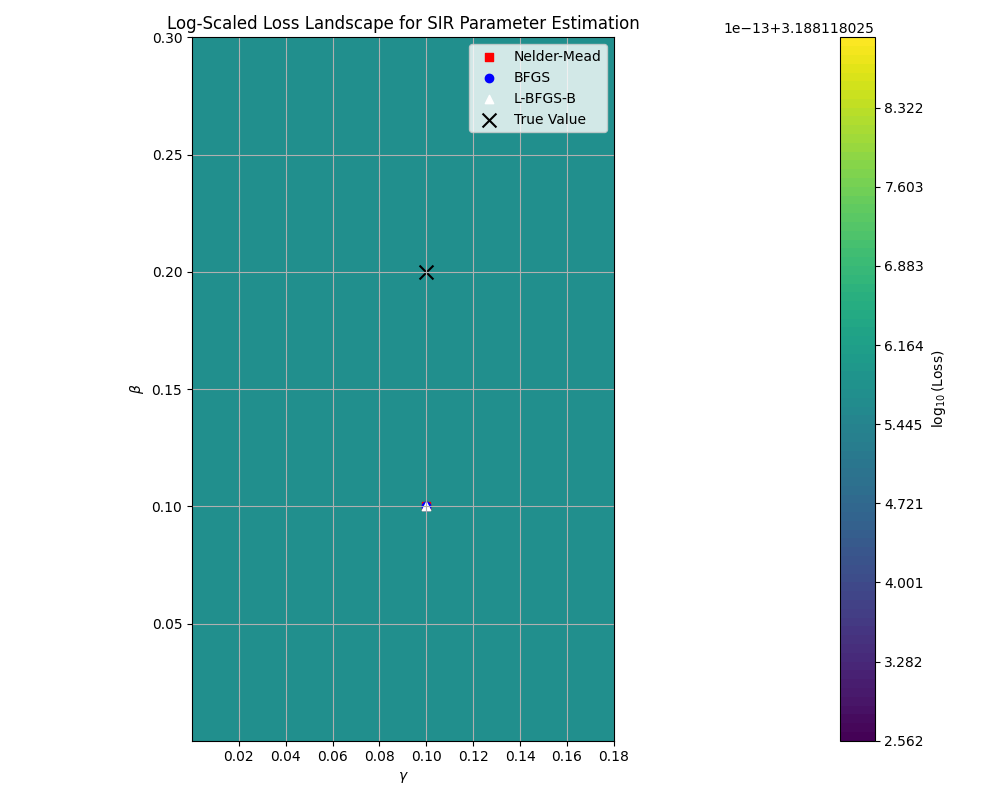 Log-Scaled Loss Landscape for SIR Parameter Estimation
1e−13+3.188118025
Nelder-Mead
BFGS
L-BFGS-B
True Value
0.30
0.25
0.20
0.15
0.10
0.05
β
0.02 0.04 0.06 0.08 0.10 0.12 0.14 0.16 0.18
γ
8.322
7.603
6.883
6.164
5.445
4.721
4.001
3.282
2.562
log₁₀(Loss)